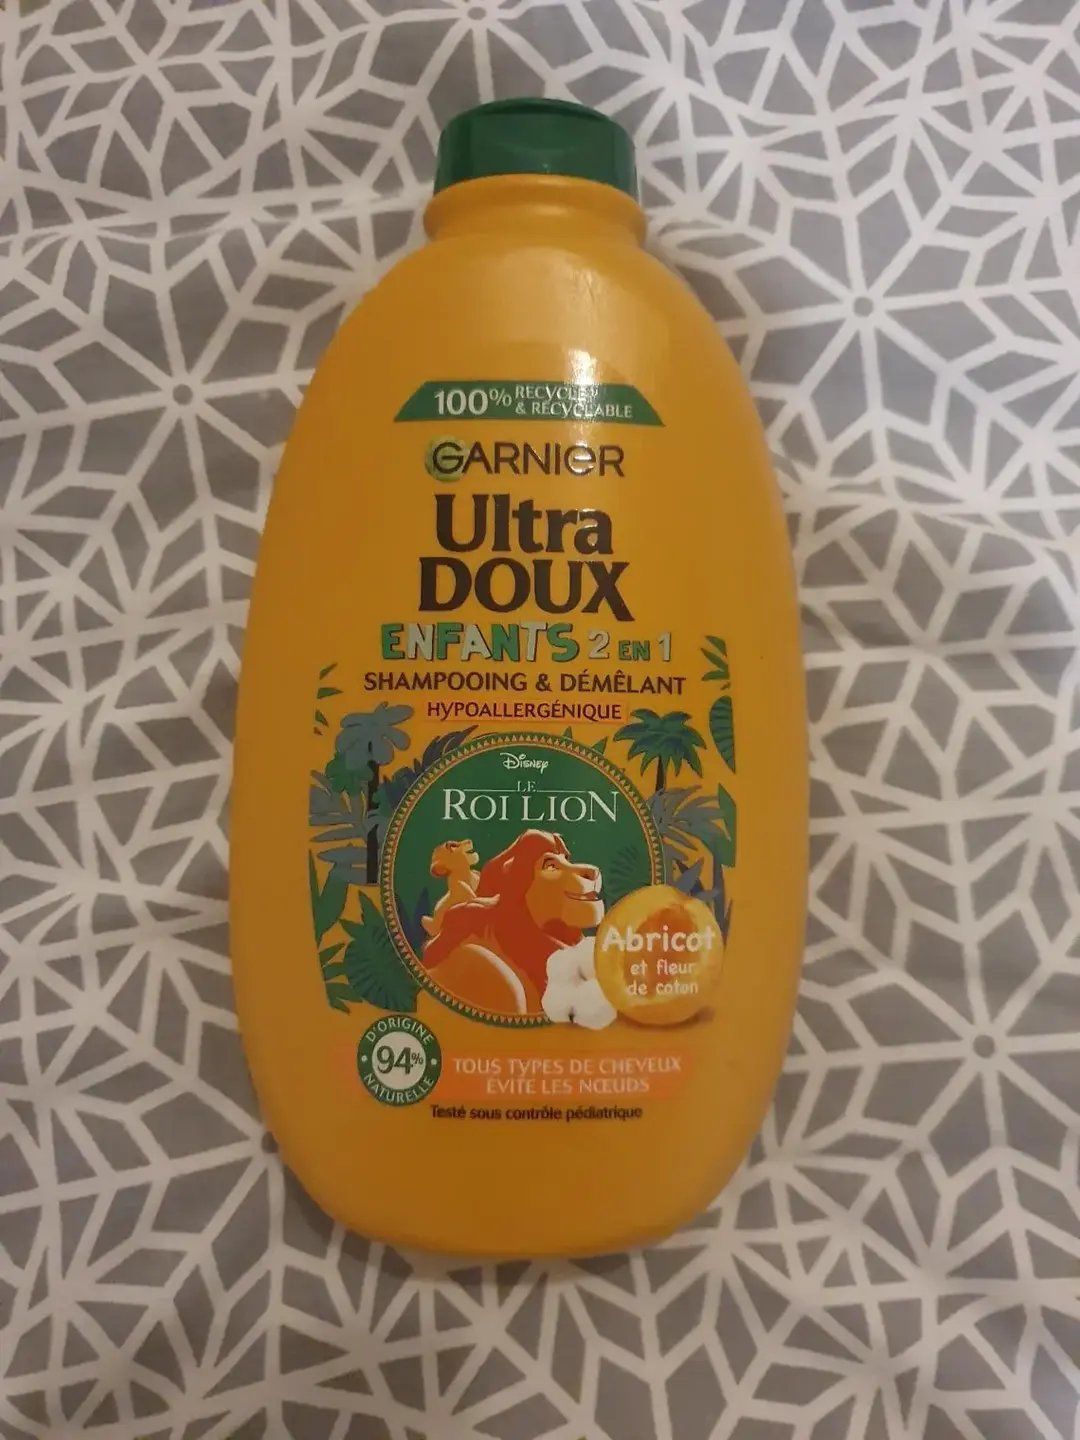 100% RECYCLÉ
& RECYCLABLE
GARNIER
Ultra
DOUX
ENFANTS 2 EN 1
SHAMPOOING & DÉMÊLANT
HYPOALLERGÉNIQUE
Disney
LE
ROI LION
Abricot
et fleur
de coton
D'ORIGINE
94%
NATURELLE
TOUS TYPES DE CHEVEUX
ÉVITE LES NŒUDS
Testé sous contrôle pédiatrique